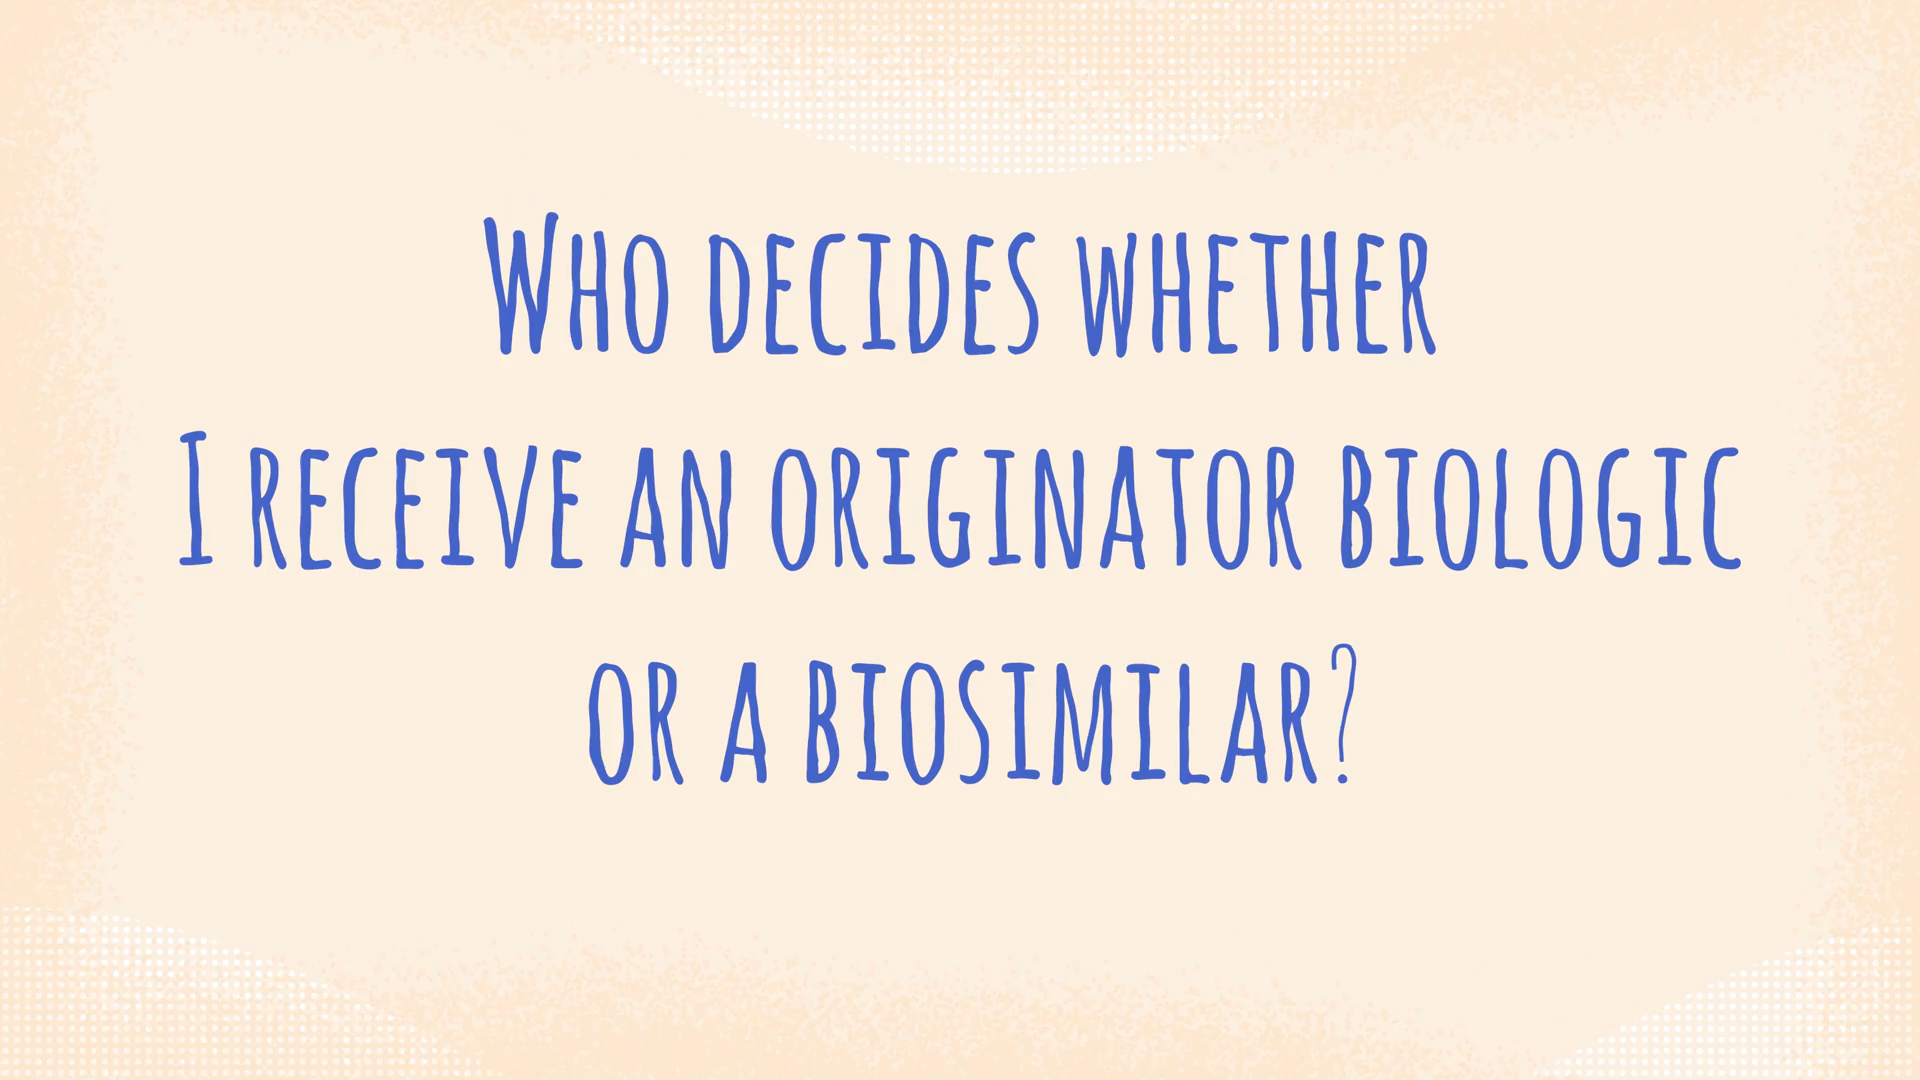 Who decides whether
I receive an originator biologic
or a biosimilar?